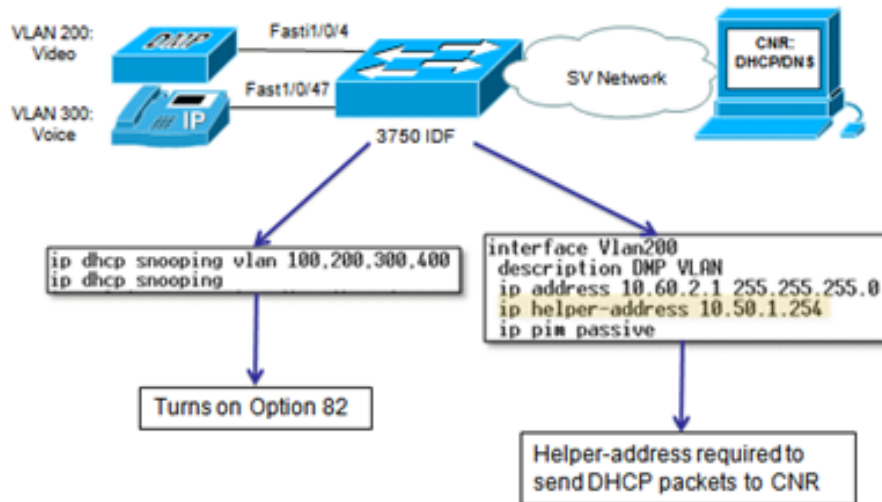 VLAN 200:
Video
DMP
Fasti1/0/4
VLAN 300:
Voice
IP
Fast1/0/47
3750 IDF
SV Network
CNR:
DHCP/DNS
ip dhcp snooping vlan 100,200,300,400
ip dhcp snooping
interface Vlan200
description DMP VLAN
ip address 10.60.2.1 255.255.255.0
ip helper-address 10.50.1.254
ip pim passive
Turns on Option 82
Helper-address required to
send DHCP packets to CNR